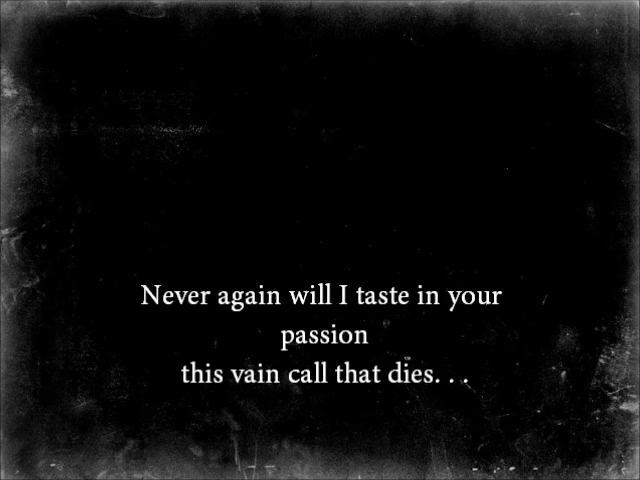 Never again will I taste in your
passion
this vain call that dies. . .